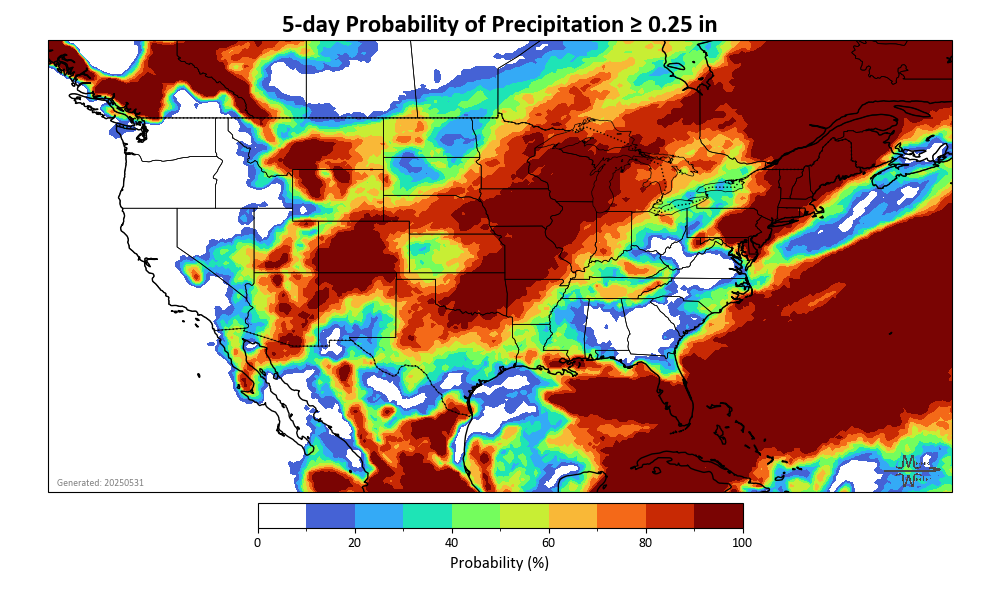 5-day Probability of Precipitation ≥ 0.25 in
Generated: 20250531
0 20 40 60 80 100
Probability (%)